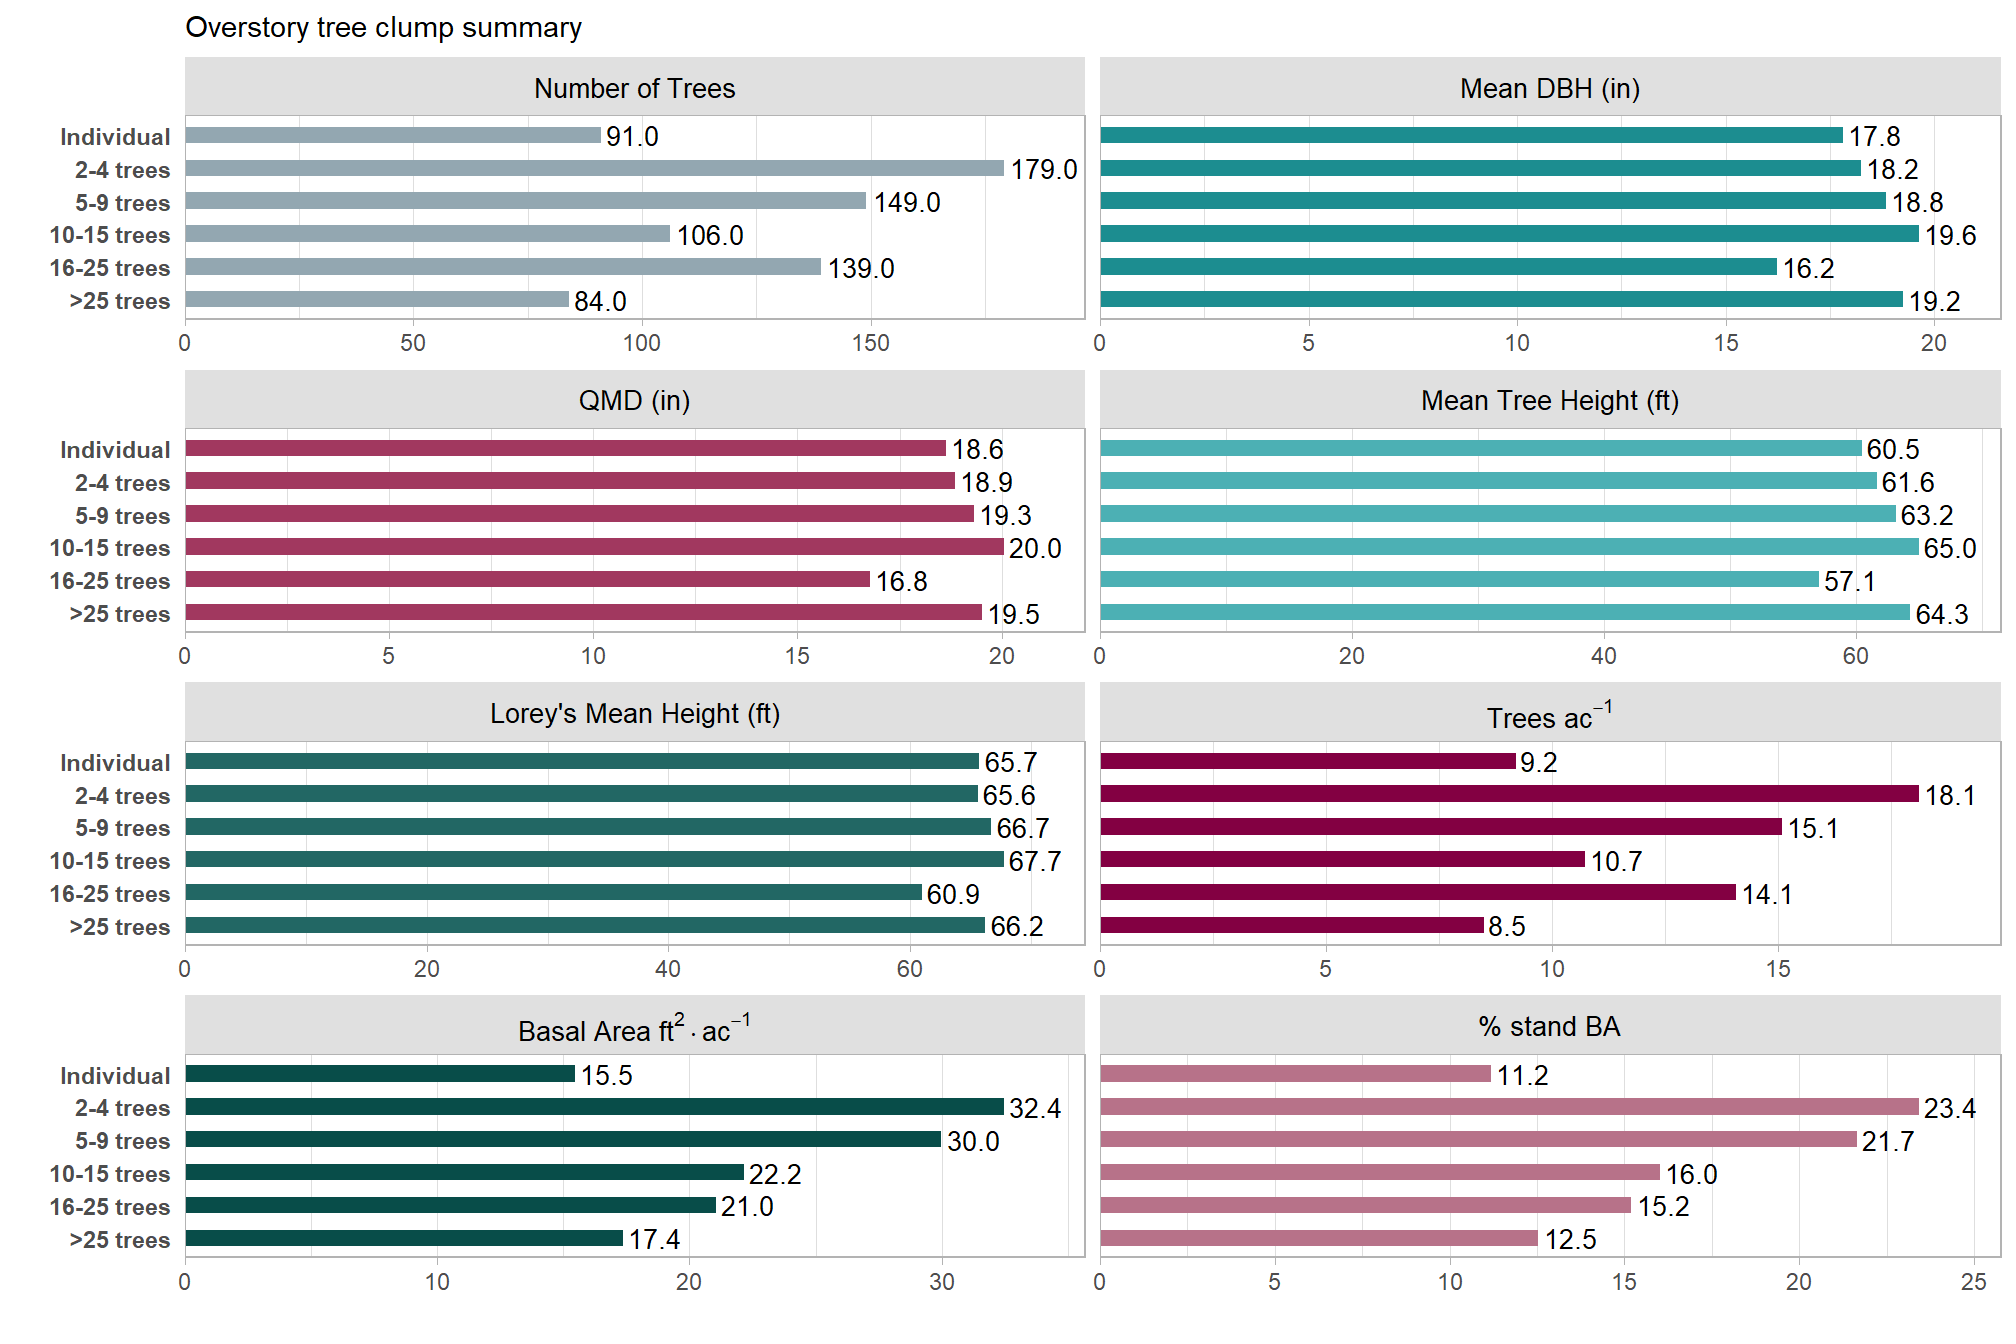 Overstory tree clump summary
Number of Trees
Individual 91.0
2-4 trees 179.0
5-9 trees 149.0
10-15 trees 106.0
16-25 trees 139.0
>25 trees 84.0
0 50 100 150
Mean DBH (in)
17.8
18.2
18.8
19.6
16.2
19.2
0 5 10 15 20
QMD (in)
Individual 18.6
2-4 trees 18.9
5-9 trees 19.3
10-15 trees 20.0
16-25 trees 16.8
>25 trees 19.5
0 5 10 15 20
Mean Tree Height (ft)
60.5
61.6
63.2
65.0
57.1
64.3
0 20 40 60
Lorey's Mean Height (ft)
Individual 65.7
2-4 trees 65.6
5-9 trees 66.7
10-15 trees 67.7
16-25 trees 60.9
>25 trees 66.2
0 20 40 60
Trees ac⁻¹
9.2
18.1
15.1
10.7
14.1
8.5
0 5 10 15
Basal Area ft² · ac⁻¹
Individual 15.5
2-4 trees 32.4
5-9 trees 30.0
10-15 trees 22.2
16-25 trees 21.0
>25 trees 17.4
0 10 20 30
% stand BA
11.2
23.4
21.7
16.0
15.2
12.5
0 5 10 15 20 25